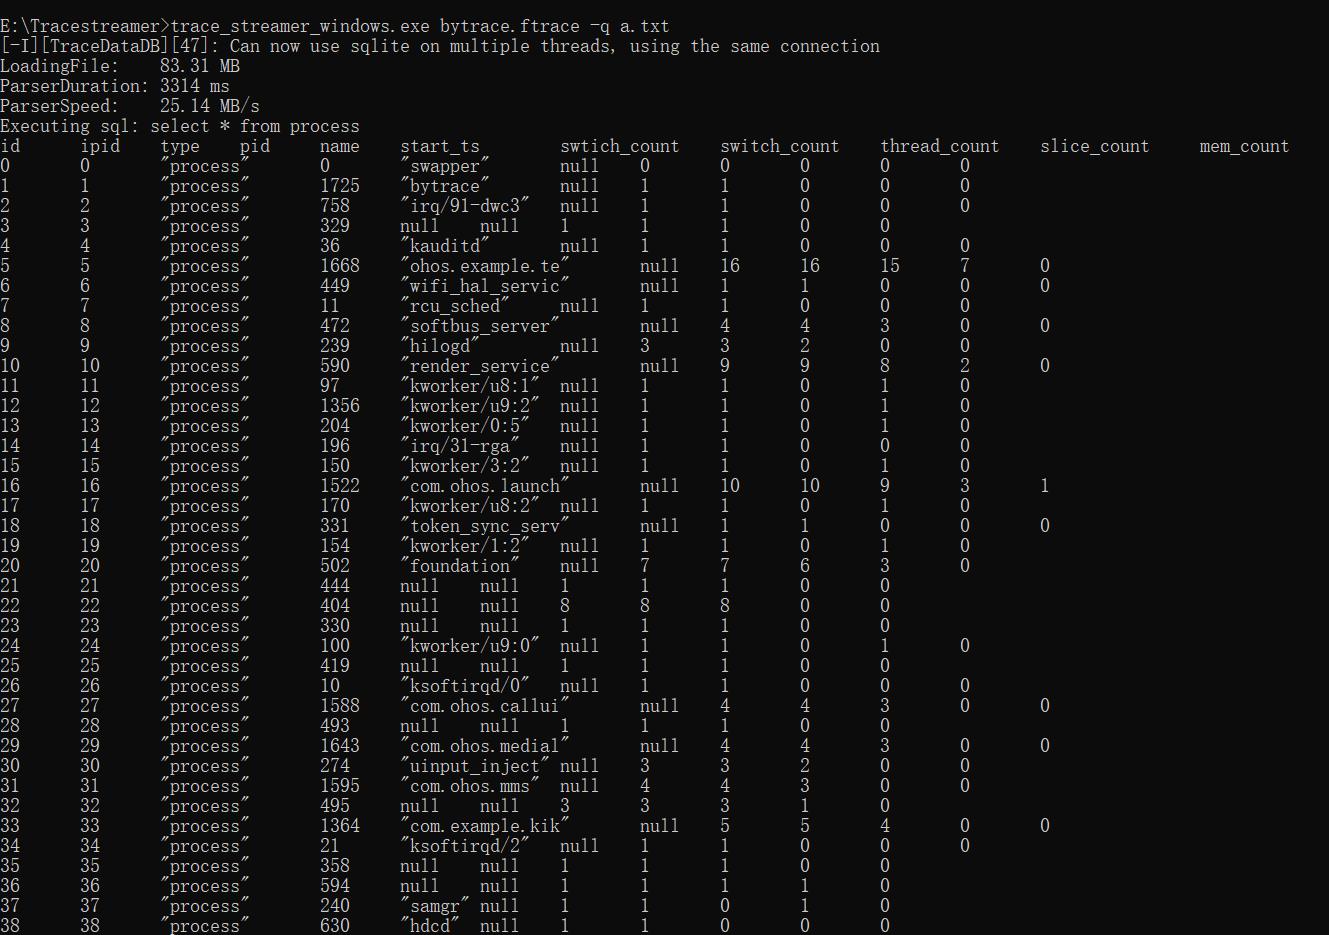 E:\Tracestreamer>trace_streamer_windows.exe bytrace.ftrace -q a.txt
[-I][TraceDataDB][47]: Can now use sqlite on multiple threads, using the same connection
LoadingFile:    83.31 MB
ParserDuration: 3314 ms
ParserSpeed:    25.14 MB/s
Executing sql: select * from process
id      ipid    type    pid     name    start_ts        swtich_count    switch_count    thread_count    slice_count     mem_count
0       0       "process"       0       "swapper"       null    0       0       0       0       0
1       1       "process"       1725    "bytrace"       null    1       1       0       0       0
2       2       "process"       758     "irq/91-dwc3"   null    1       1       0       0       0
3       3       "process"       329     null    null    1       1       1       0       0
4       4       "process"       36      "kauditd"       null    1       1       0       0       0
5       5       "process"       1668    "ohos.example.te"       null    16      16      15      7       0
6       6       "process"       449     "wifi_hal_servic"       null    1       1       0       0       0
7       7       "process"       11      "rcu_sched"     null    1       1       0       0       0
8       8       "process"       472     "softbus_server"        null    4       4       3       0       0
9       9       "process"       239     "hilogd"        null    3       3       2       0       0
10      10      "process"       590     "render_service"        null    9       9       8       2       0
11      11      "process"       97      "kworker/u8:1"  null    1       1       0       1       0
12      12      "process"       1356    "kworker/u9:2"  null    1       1       0       1       0
13      13      "process"       204     "kworker/0:5"   null    1       1       0       1       0
14      14      "process"       196     "irq/31-rga"    null    1       1       0       0       0
15      15      "process"       150     "kworker/3:2"   null    1       1       0       1       0
16      16      "process"       1522    "com.ohos.launch"       null    10      10      9       3       1
17      17      "process"       170     "kworker/u8:2"  null    1       1       0       1       0
18      18      "process"       331     "token_sync_serv"       null    1       1       0       0       0
19      19      "process"       154     "kworker/1:2"   null    1       1       0       1       0
20      20      "process"       502     "foundation"    null    7       7       6       3       0
21      21      "process"       444     null    null    1       1       1       0       0
22      22      "process"       404     null    null    8       8       8       0       0
23      23      "process"       330     null    null    1       1       1       0       0
24      24      "process"       100     "kworker/u9:0"  null    1       1       0       1       0
25      25      "process"       419     null    null    1       1       1       0       0
26      26      "process"       10      "ksoftirqd/0"   null    1       1       0       0       0
27      27      "process"       1588    "com.ohos.callui"       null    4       4       3       0       0
28      28      "process"       493     null    null    1       1       1       0       0
29      29      "process"       1643    "com.ohos.medial"       null    4       4       3       0       0
30      30      "process"       274     "uinput_inject" null    3       3       2       0       0
31      31      "process"       1595    "com.ohos.mms"  null    4       4       3       0       0
32      32      "process"       495     null    null    3       3       3       1       0
33      33      "process"       1364    "com.example.kik"       null    5       5       4       0       0
34      34      "process"       21      "ksoftirqd/2"   null    1       1       0       0       0
35      35      "process"       358     null    null    1       1       1       0       0
36      36      "process"       594     null    null    1       1       1       1       0
37      37      "process"       240     "samgr" null    1       1       0       1       0
38      38      "process"       630     "hdcd"  null    1       1       0       0       0